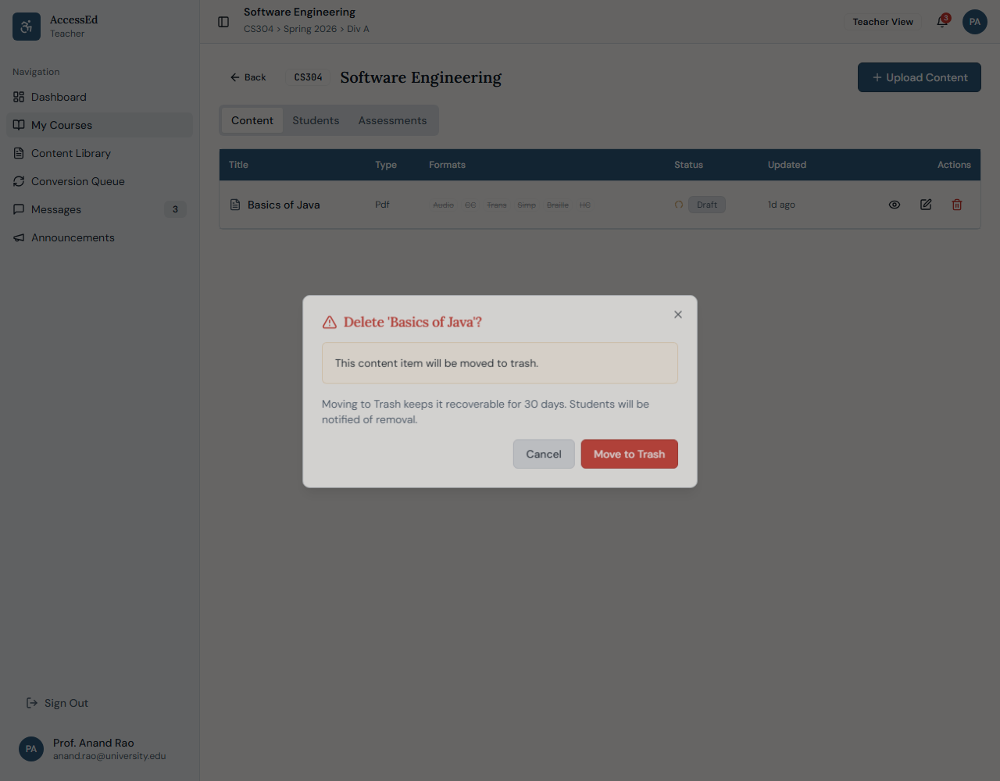 AccessEd
Teacher
Navigation
Dashboard
My Courses
Content Library
Conversion Queue
Messages 3
Announcements
Sign Out
PA
Prof. Anand Rao
anand.rao@university.edu
Software Engineering
CS304 › Spring 2026 › Div A
Teacher View
3
PA
Back
CS304
Software Engineering
Upload Content
Content Students Assessments
Title Type Formats Status Updated Actions
Basics of Java Pdf Audio CC Trans Simp Braille HC Draft 1d ago
Delete 'Basics of Java'?
This content item will be moved to trash.
Moving to Trash keeps it recoverable for 30 days. Students will be
notified of removal.
Cancel Move to Trash